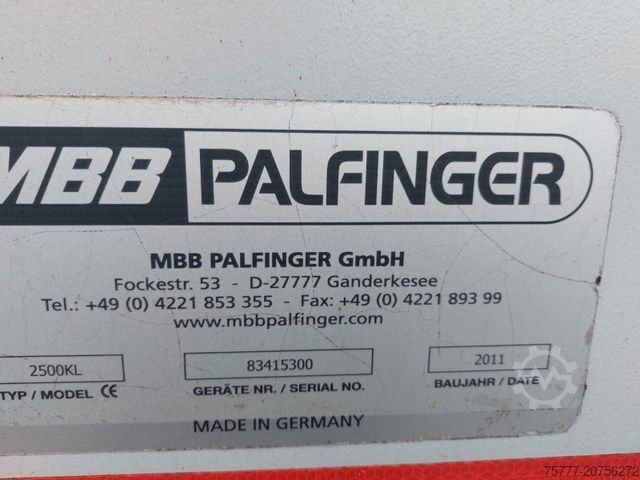 MBB PALFINGER
MBB PALFINGER GmbH
Fockestr. 53 - D-27777 Ganderkesee
Tel.: +49 (0) 4221 853 355 - Fax: +49 (0) 4221 893 99
www.mbbpalfinger.com
2500KL 83415300 2011
TYP / MODEL CE GERÄTE NR. / SERIAL NO. BAUJAHR / DATE
MADE IN GERMANY
75777-20756272